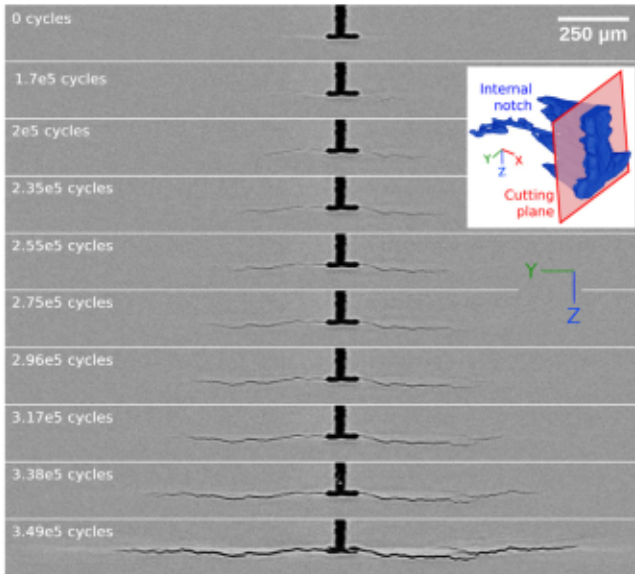 0 cycles
250 µm
1.7e5 cycles
Internal
notch
2e5 cycles
Y
X
Z
2.35e5 cycles
Cutting
plane
2.55e5 cycles
Y
Z
2.75e5 cycles
2.96e5 cycles
3.17e5 cycles
3.38e5 cycles
3.49e5 cycles